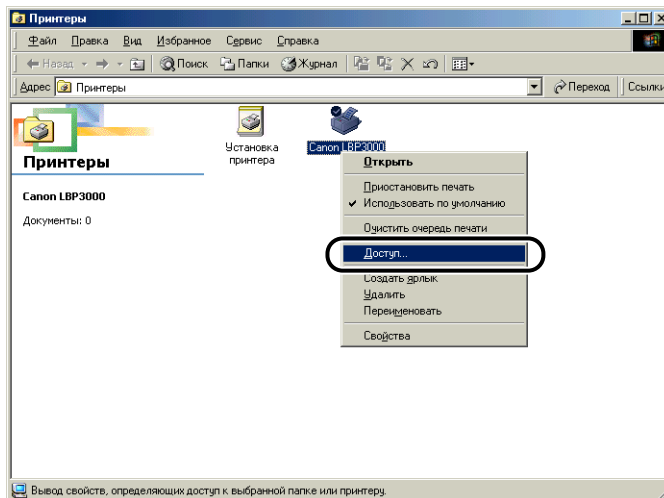 Принтеры
Файл Правка Вид Избранное Сервис Справка
Назад Поиск Папки Журнал
Адрес Принтеры Переход Ссылки
Принтеры
Canon LBP3000
Документы: 0
Установка
принтера
Canon LBP3000
Открыть
Приостановить печать
Использовать по умолчанию
Очистить очередь печати
Доступ...
Создать ярлык
Удалить
Переименовать
Свойства
Вывод свойств, определяющих доступ к выбранной папке или принтеру.